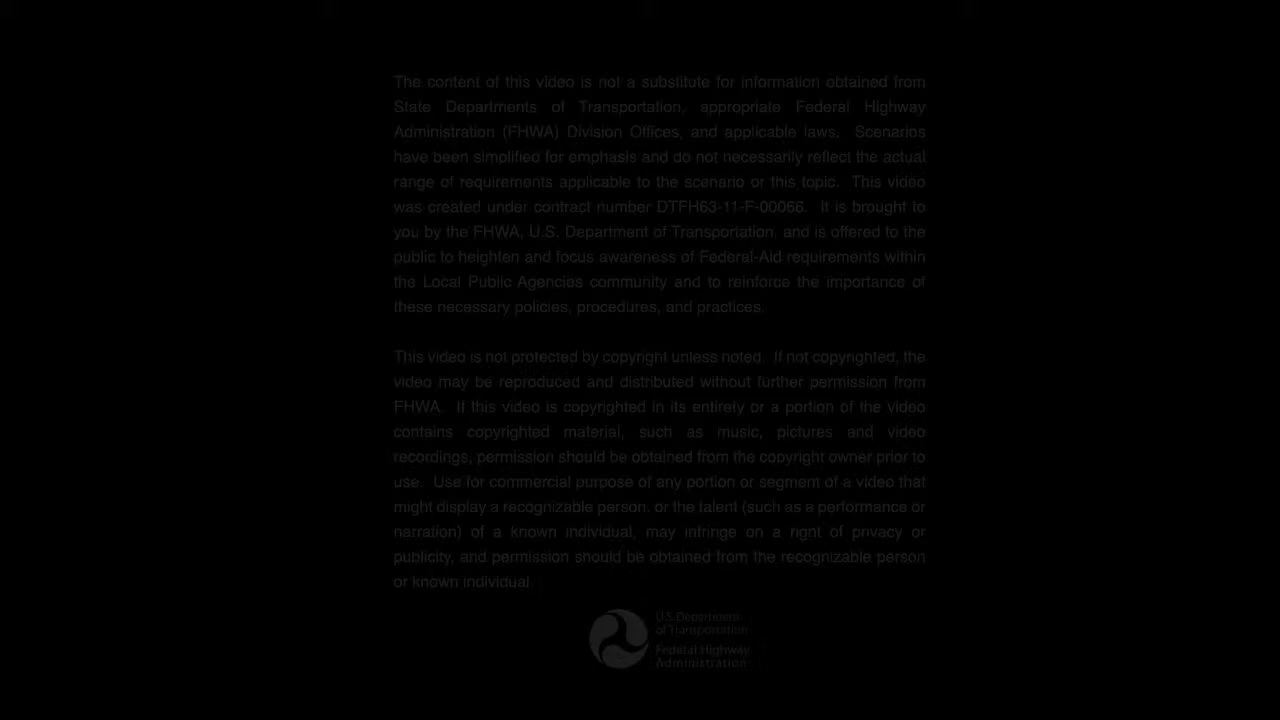 The content of this video is not a substitute for information obtained from
State Departments of Transportation, appropriate Federal Highway
Administration (FHWA) Division Offices, and applicable laws. Scenarios
have been simplified for emphasis and do not necessarily reflect the actual
range of requirements applicable to the scenario or this topic. This video
was created under contract number DTFH63-11-F-00066. It is brought to
you by the FHWA, U.S. Department of Transportation, and is offered to the
public to heighten and focus awareness of Federal-Aid requirements within
the Local Public Agencies community and to reinforce the importance of
these necessary policies, procedures, and practices.
This video is not protected by copyright unless noted. If not copyrighted, the
video may be reproduced and distributed without further permission from
FHWA. If this video is copyrighted in its entirety or a portion of the video
contains copyrighted material, such as music, pictures and video
recordings, permission should be obtained from the copyright owner prior to
use. Use for commercial purpose of any portion or segment of a video that
might display a recognizable person, or the talent (such as a performance or
narration) of a known individual, may infringe on a right of privacy or
publicity, and permission should be obtained from the recognizable person
or known individual.
U.S. Department
of Transportation
Federal Highway
Administration